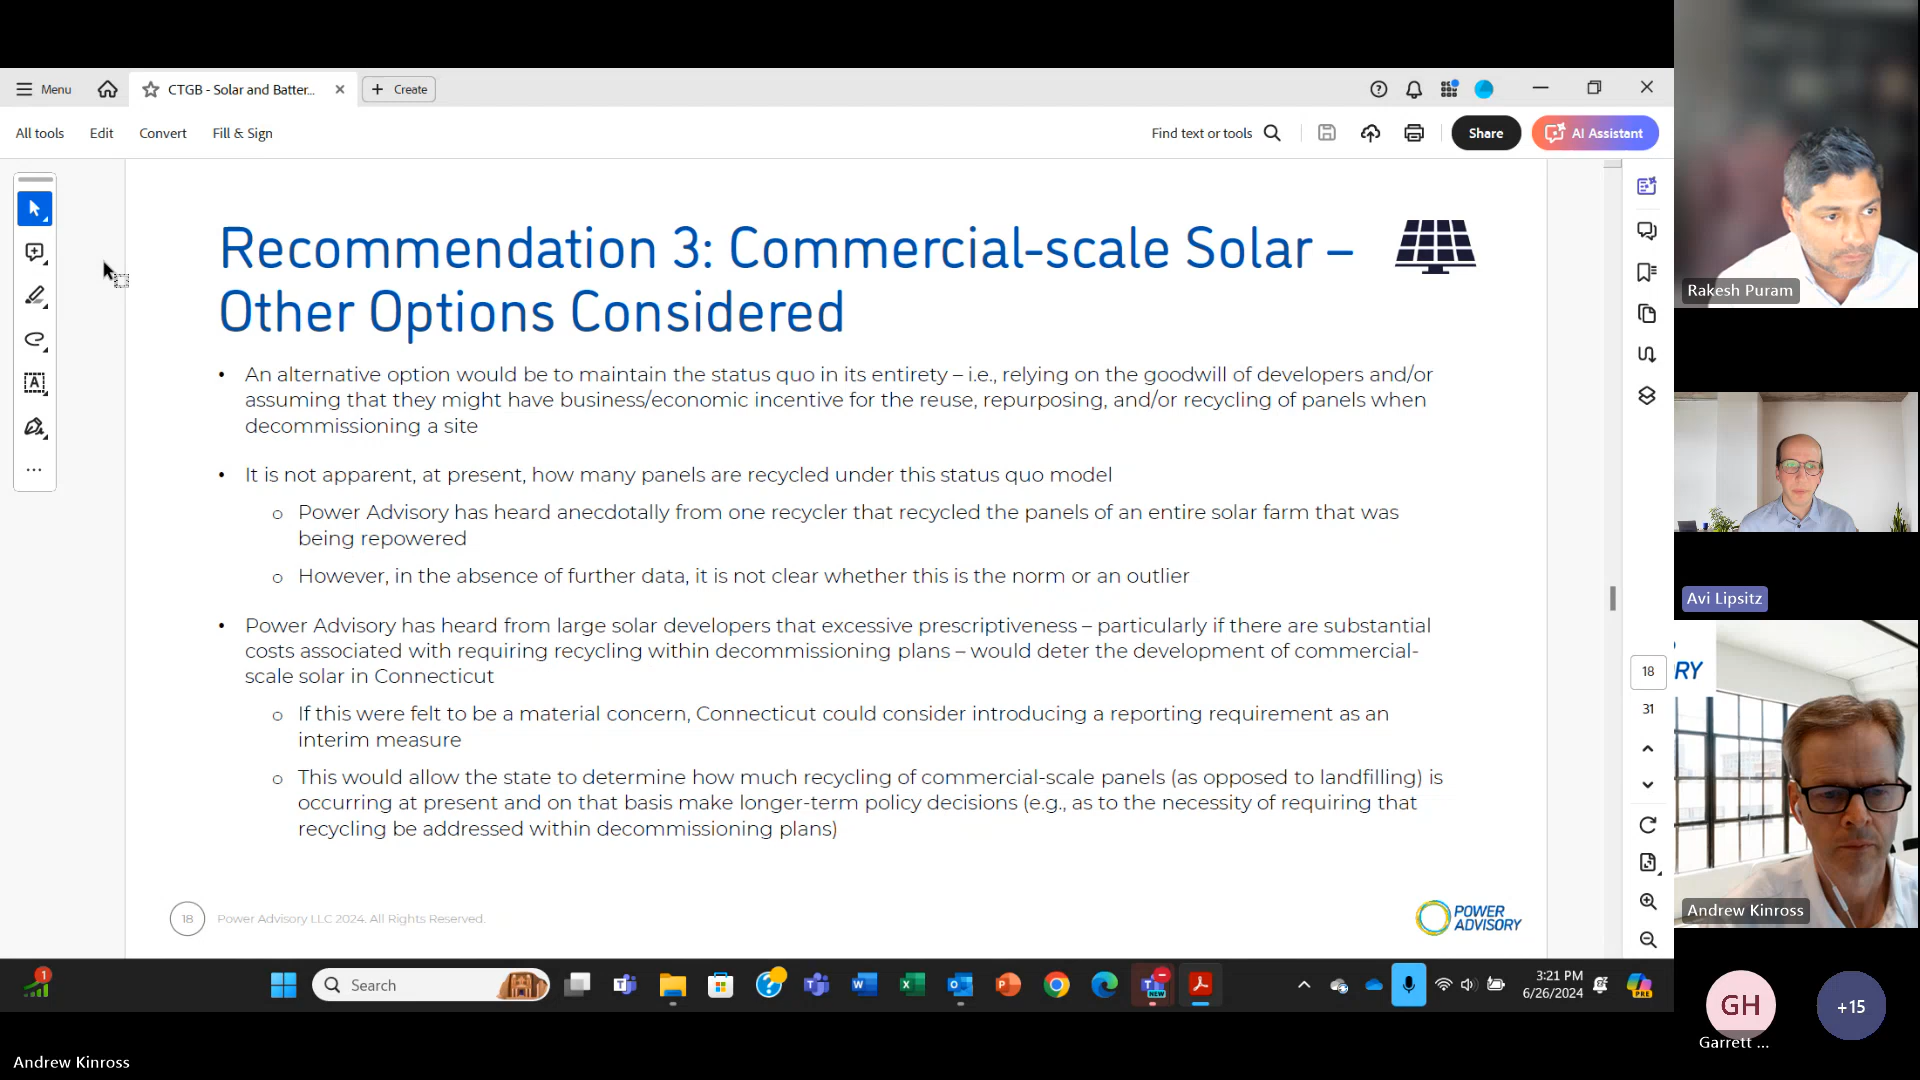 Menu
CTGB - Solar and Batter...
Create
All tools
Edit
Convert
Fill & Sign
Find text or tools
Share
AI Assistant
Recommendation 3: Commercial-scale Solar –
Other Options Considered
• An alternative option would be to maintain the status quo in its entirety – i.e., relying on the goodwill of developers and/or
assuming that they might have business/economic incentive for the reuse, repurposing, and/or recycling of panels when
decommissioning a site
• It is not apparent, at present, how many panels are recycled under this status quo model
o Power Advisory has heard anecdotally from one recycler that recycled the panels of an entire solar farm that was
being repowered
o However, in the absence of further data, it is not clear whether this is the norm or an outlier
• Power Advisory has heard from large solar developers that excessive prescriptiveness – particularly if there are substantial
costs associated with requiring recycling within decommissioning plans – would deter the development of commercial-
scale solar in Connecticut
o If this were felt to be a material concern, Connecticut could consider introducing a reporting requirement as an
interim measure
o This would allow the state to determine how much recycling of commercial-scale panels (as opposed to landfilling) is
occurring at present and on that basis make longer-term policy decisions (e.g., as to the necessity of requiring that
recycling be addressed within decommissioning plans)
18
Power Advisory LLC 2024. All Rights Reserved.
POWER
ADVISORY
18
31
Rakesh Puram
Avi Lipsitz
RY
Andrew Kinross
GH
Garrett ...
+15
1
Search
NEW
3:21 PM
6/26/2024
PRE
Andrew Kinross